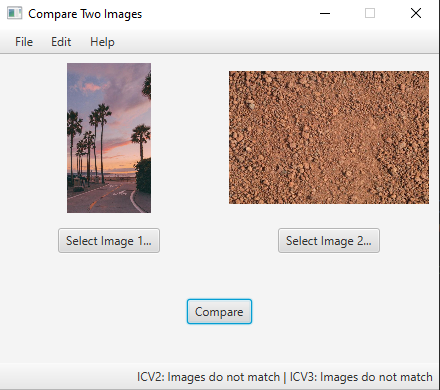 Compare Two Images
File Edit Help
Select Image 1... Select Image 2...
Compare
ICV2: Images do not match | ICV3: Images do not match